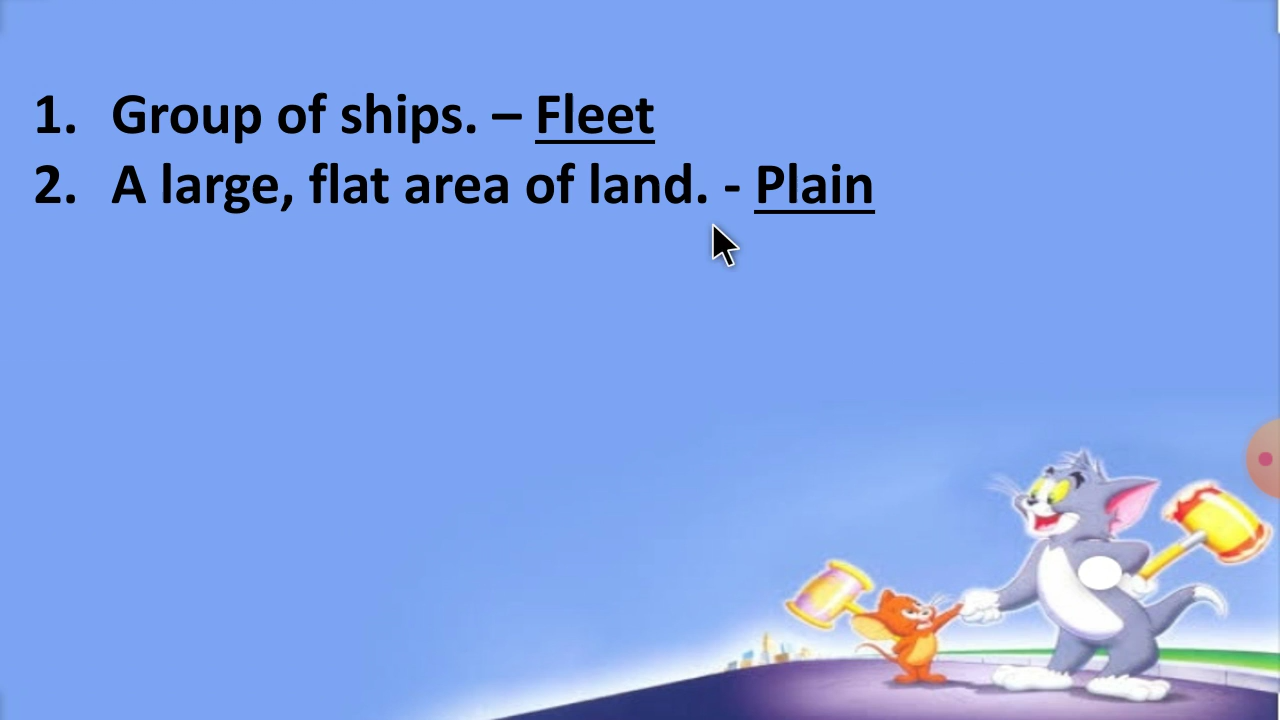 1. Group of ships. – Fleet
2. A large, flat area of land. - Plain